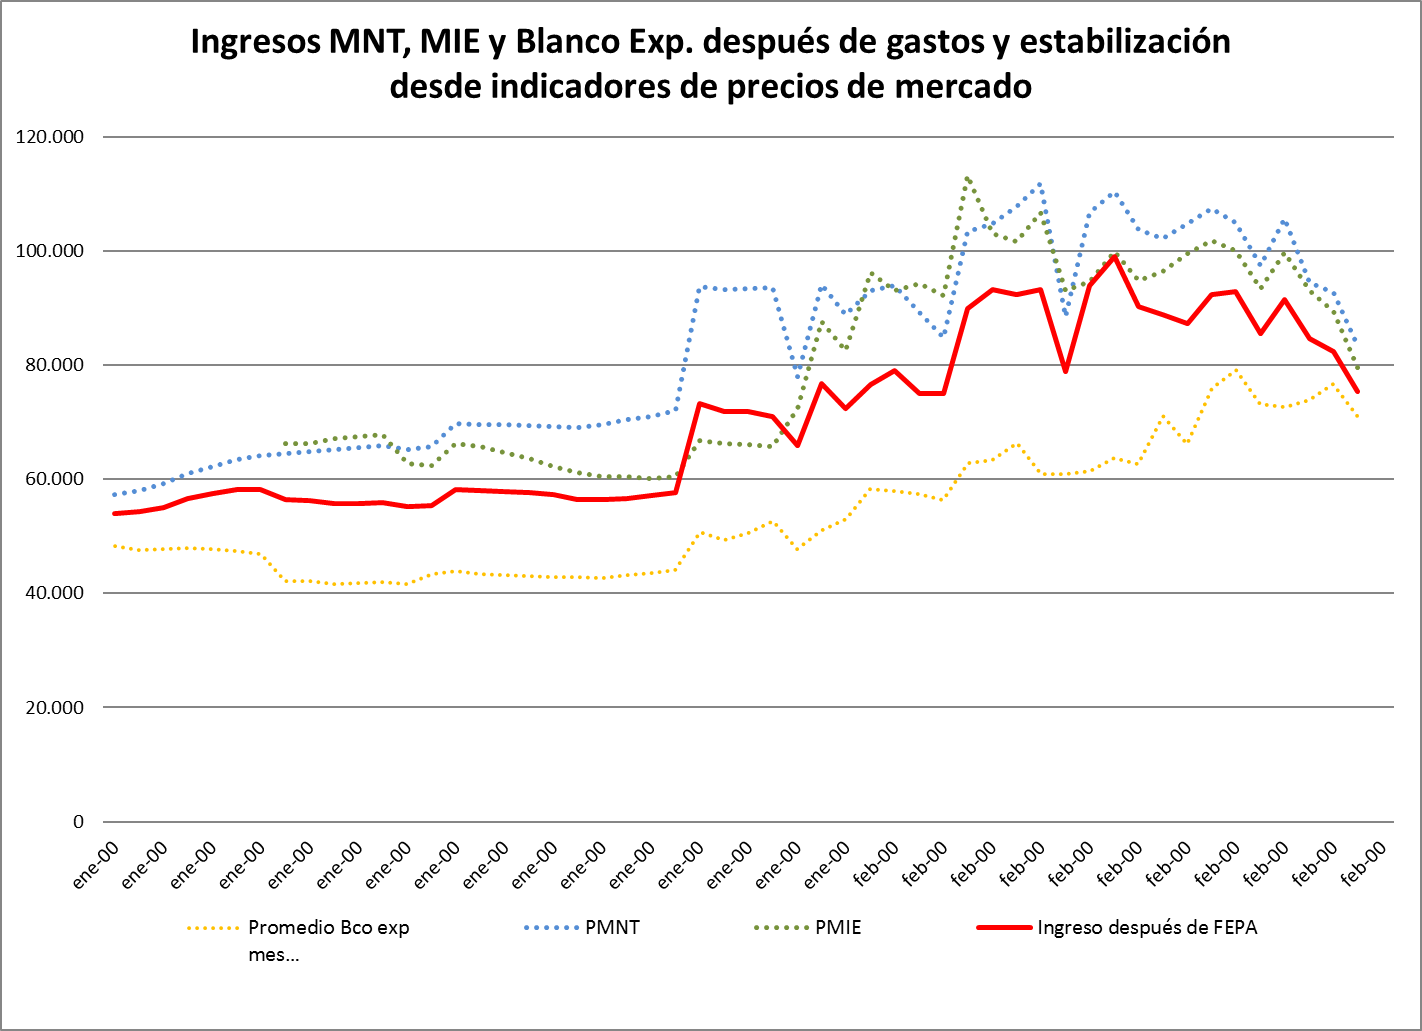 Ingresos MNT, MIE y Blanco Exp. después de gastos y estabilización
desde indicadores de precios de mercado
120.000
100.000
80.000
60.000
40.000
20.000
0
ene-00 ene-00 ene-00 ene-00 ene-00 ene-00 ene-00 ene-00 ene-00 ene-00 ene-00 ene-00 ene-00 ene-00 ene-00 ene-00 feb-00 feb-00 feb-00 feb-00 feb-00 feb-00 feb-00 feb-00 feb-00 feb-00 feb-00
Promedio Bco exp PMNT PMIE Ingreso después de FEPA
mes...